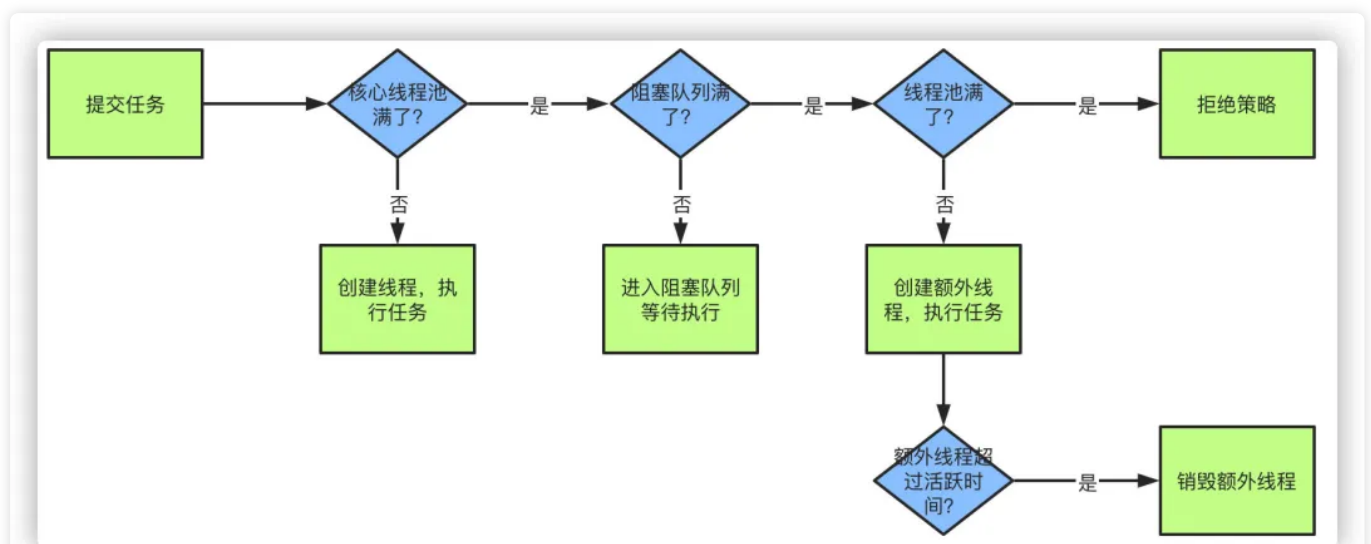 提交任务
核心线程池
满了?
是
阻塞队列满
了?
是
线程池满
了?
是
拒绝策略
否
否
否
创建线程，执
行任务
进入阻塞队列
等待执行
创建额外线
程，执行任务
额外线程超
过活跃时
间?
是
销毁额外线程